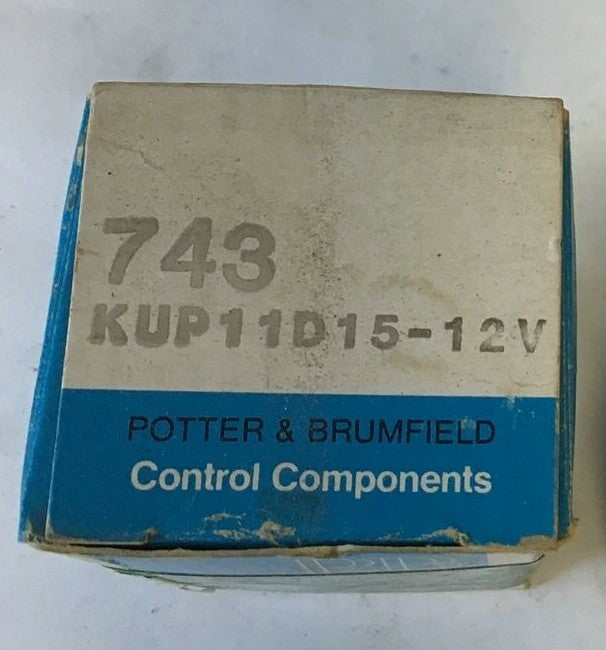 743
KUP11D15-12V
POTTER & BRUMFIELD
Control Components